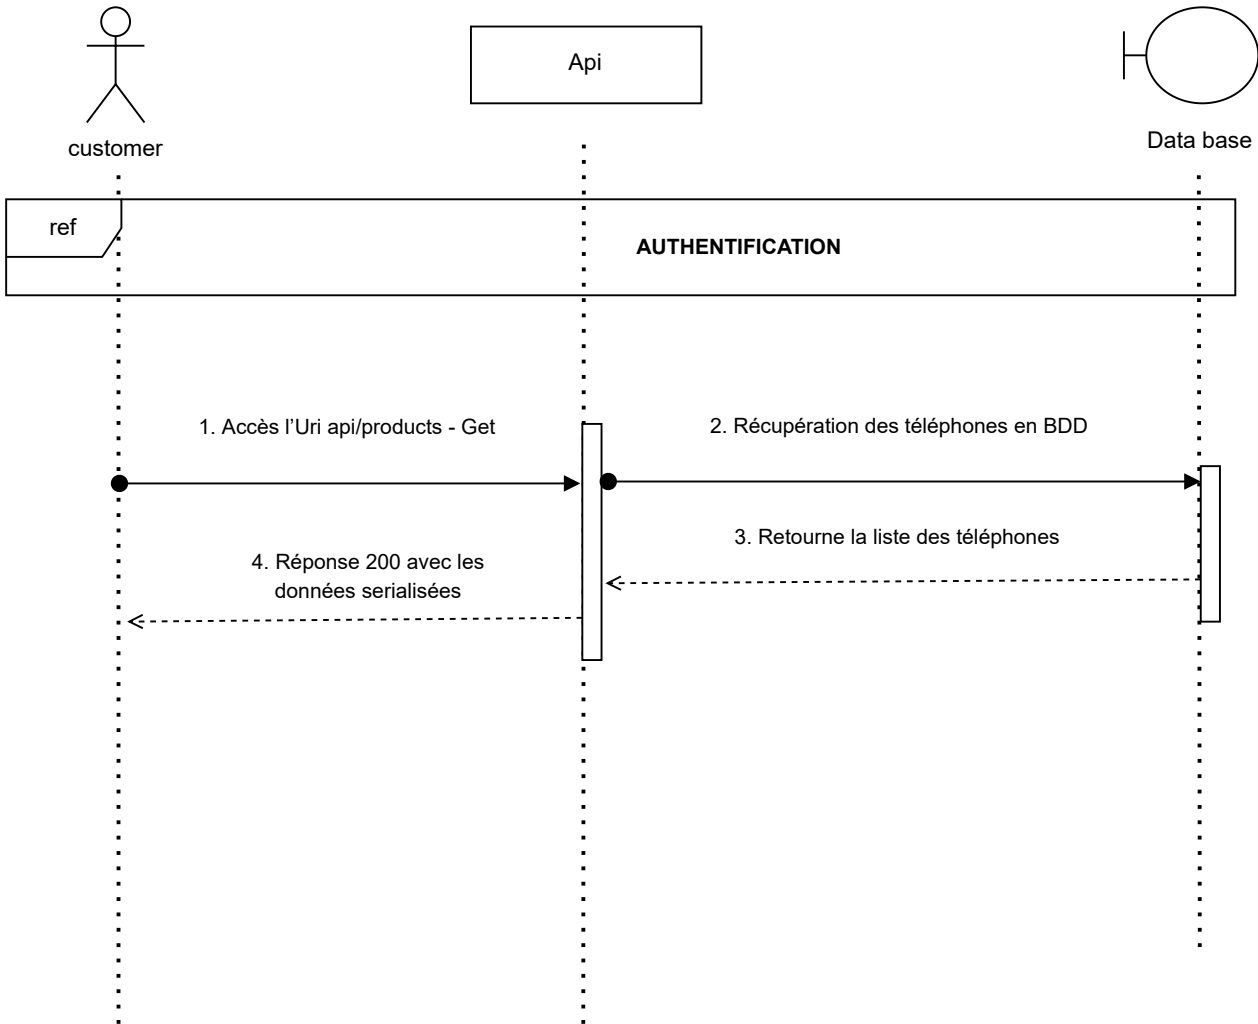 Api
customer
Data base
ref
AUTHENTIFICATION
1. Accès l’Uri api/products - Get
2. Récupération des téléphones en BDD
3. Retourne la liste des téléphones
4. Réponse 200 avec les
données serialisées